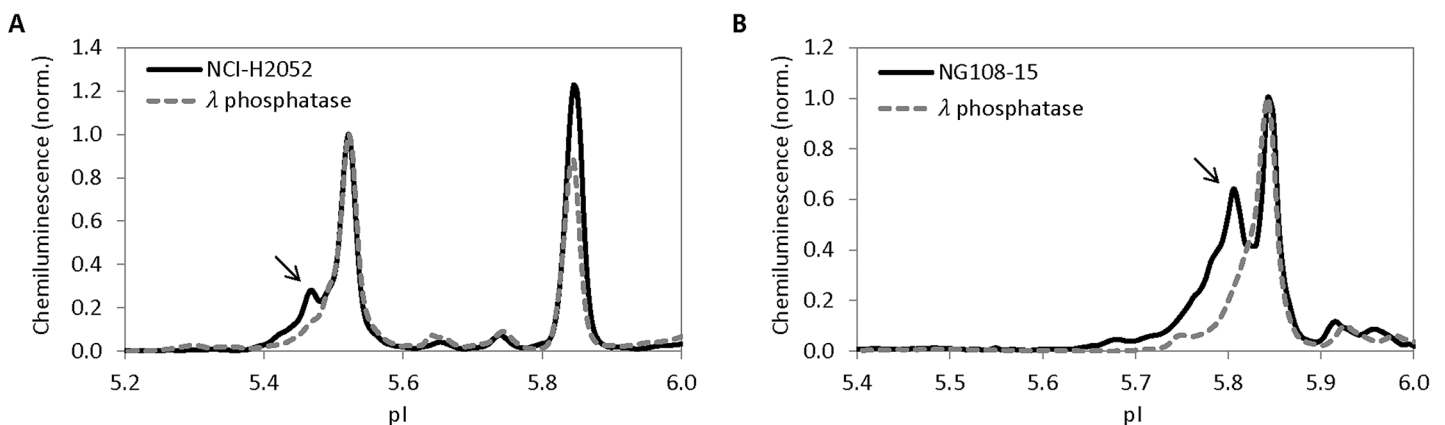 A
Chemiluminescence (norm.)
1.4
1.2
1.0
0.8
0.6
0.4
0.2
0.0
NCI-H2052
λ phosphatase
5.2
5.4
5.6
5.8
6.0
pI
B
Chemiluminescence (norm.)
1.2
1.0
0.8
0.6
0.4
0.2
0.0
NG108-15
λ phosphatase
5.4
5.5
5.6
5.7
5.8
5.9
6.0
pI